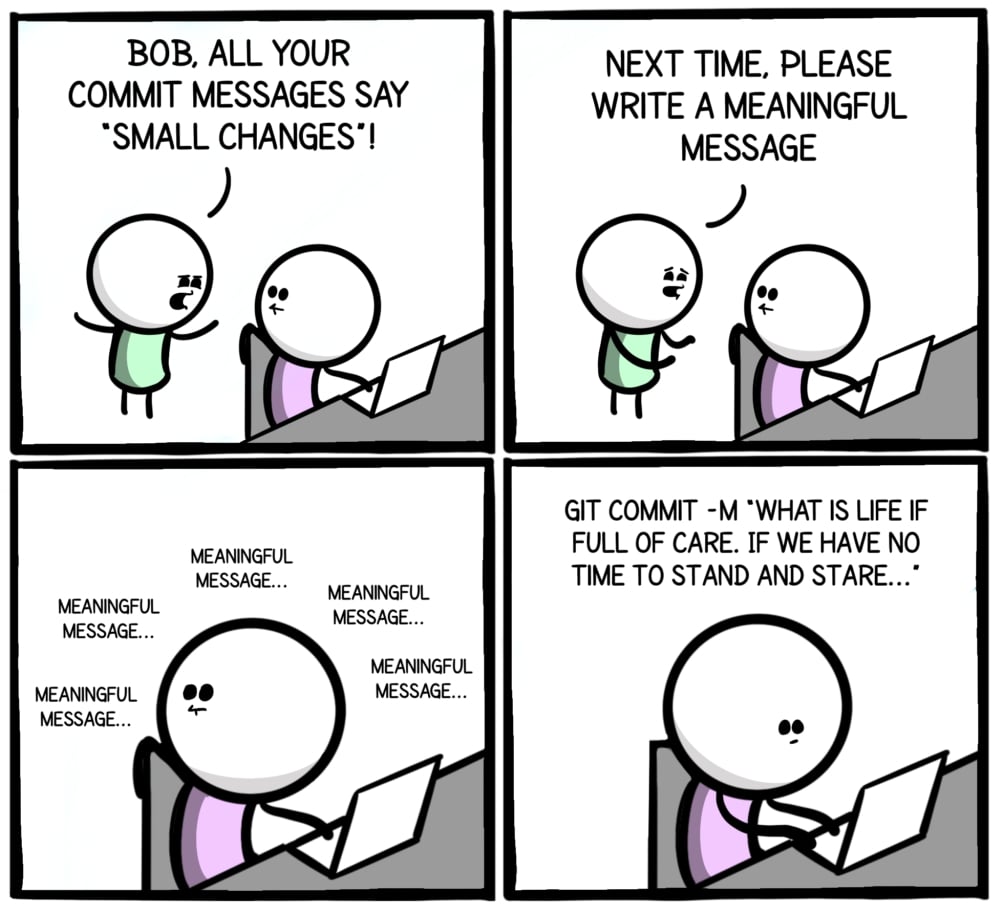 BOB, ALL YOUR
COMMIT MESSAGES SAY
"SMALL CHANGES"!
NEXT TIME, PLEASE
WRITE A MEANINGFUL
MESSAGE
MEANINGFUL
MESSAGE...
MEANINGFUL
MESSAGE...
MEANINGFUL
MESSAGE...
MEANINGFUL
MESSAGE...
MEANINGFUL
MESSAGE...
GIT COMMIT -M "WHAT IS LIFE IF
FULL OF CARE. IF WE HAVE NO
TIME TO STAND AND STARE..."